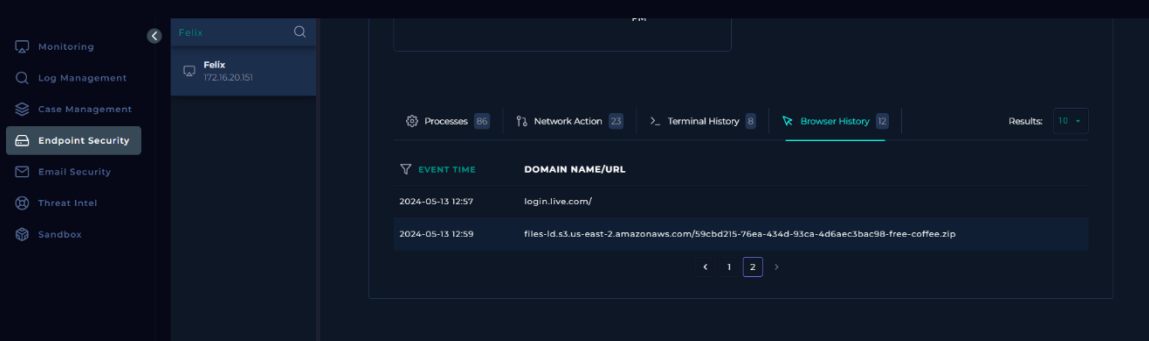 Monitoring
Log Management
Case Management
Endpoint Security
Email Security
Threat Intel
Sandbox
Felix
Felix
172.16.20.151
PM
Processes 86 Network Action 23 >_ Terminal History 8 Browser History 12 Results: 10
EVENT TIME DOMAIN NAME/URL
2024-05-13 12:57 login.live.com/
2024-05-13 12:59 files-ld.s3.us-east-2.amazonaws.com/59cbd215-76ea-434d-93ca-4d6aec3bac98-free-coffee.zip
< 1 2 >